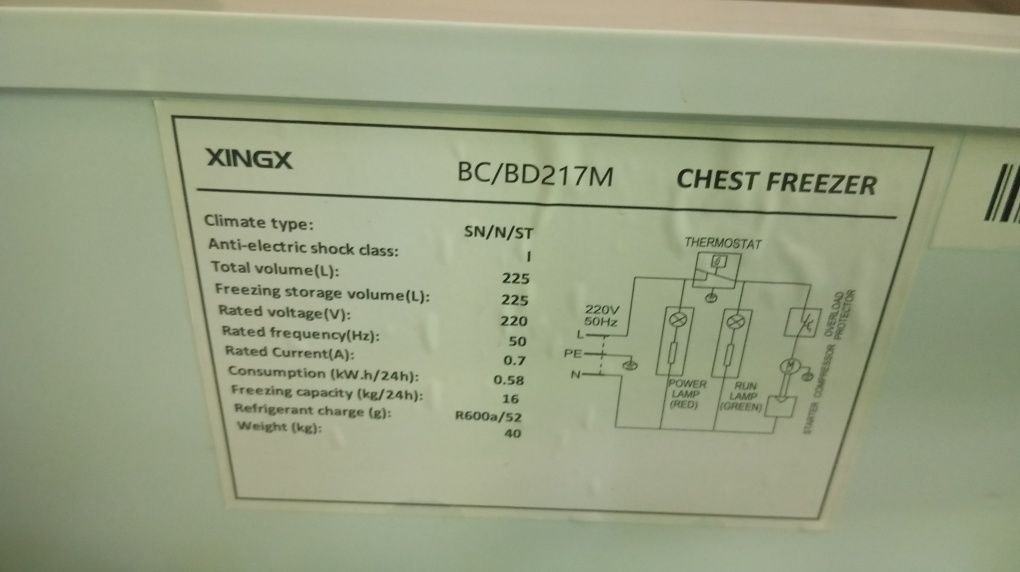 XINGX BC/BD217M CHEST FREEZER
Climate type: SN/N/ST
Anti-electric shock class: I
Total volume(L): 225
Freezing storage volume(L): 225
Rated voltage(V): 220
Rated frequency(Hz): 50
Rated Current(A): 0.7
Consumption (kW.h/24h): 0.58
Freezing capacity (kg/24h): 16
Refrigerant charge (g): R600a/52
Weight (kg): 40
THERMOSTAT
220V
50Hz
L
PE
N
POWER
LAMP
(RED)
RUN
LAMP
(GREEN)
M
OVERLOAD
PROTECTOR
STARTER COMPRESSOR